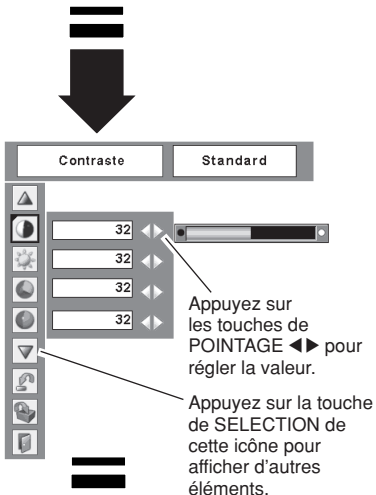 Contraste Standard
32
32
32
32
Appuyez sur
les touches de
POINTAGE ◀▶ pour
régler la valeur.
Appuyez sur la touche
de SELECTION de
cette icône pour
afficher d'autres
éléments.